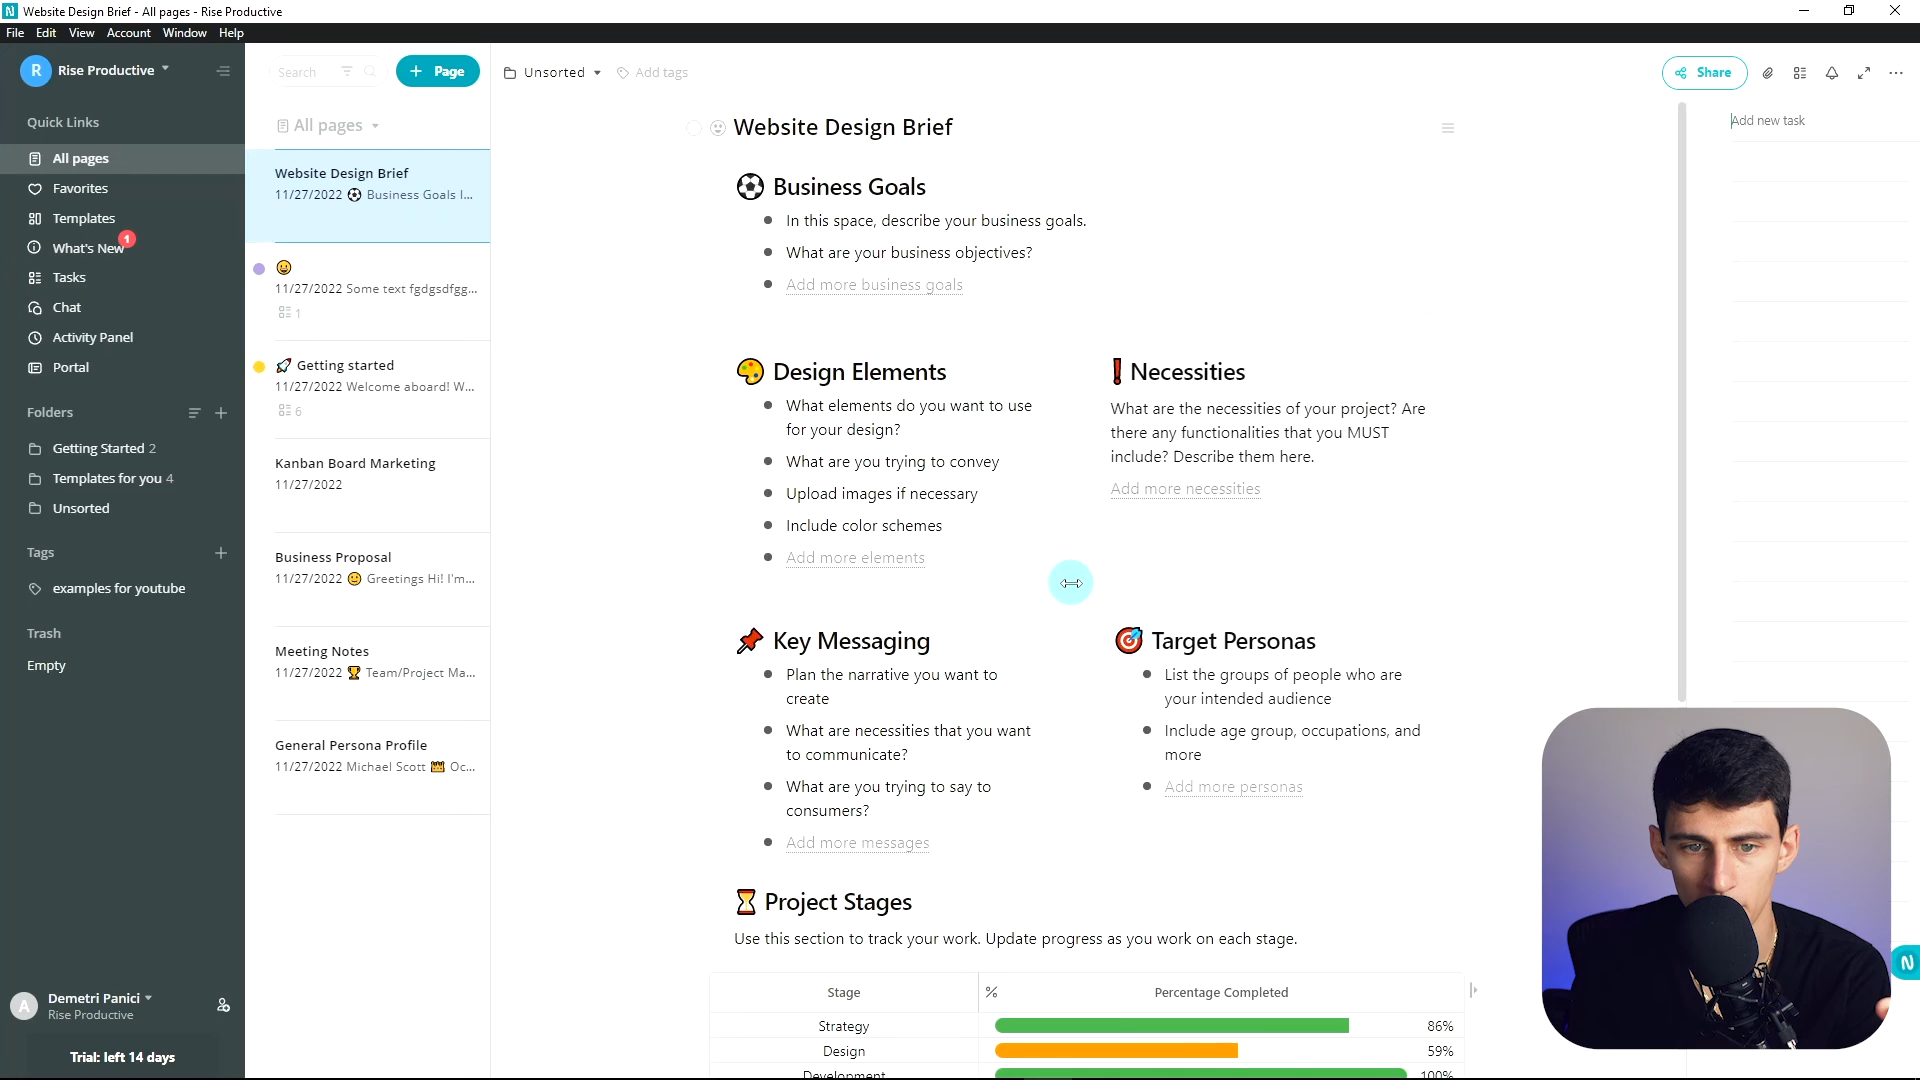 Website Design Brief - All pages - Rise Productive
File Edit View Account Window Help
R Rise Productive
Quick Links
All pages
Favorites
Templates
What's New 1
Tasks
Chat
Activity Panel
Portal
Folders
Getting Started 2
Templates for you 4
Unsorted
Tags
examples for youtube
Trash
Empty
A Demetri Panici
Rise Productive
Trial: left 14 days
Search
+ Page
All pages
Website Design Brief
11/27/2022 ⚽ Business Goals I...
😀
11/27/2022 Some text fgdgsdfgg...
1
🚀 Getting started
11/27/2022 Welcome aboard! W...
6
Kanban Board Marketing
11/27/2022
Business Proposal
11/27/2022 🙂 Greetings Hi! I'm...
Meeting Notes
11/27/2022 🏆 Team/Project Ma...
General Persona Profile
11/27/2022 Michael Scott 👑 Oc...
Unsorted Add tags
Share
Website Design Brief
⚽ Business Goals
In this space, describe your business goals.
What are your business objectives?
Add more business goals
🎨 Design Elements
What elements do you want to use
for your design?
What are you trying to convey
Upload images if necessary
Include color schemes
Add more elements
❗ Necessities
What are the necessities of your project? Are
there any functionalities that you MUST
include? Describe them here.
Add more necessities
📌 Key Messaging
Plan the narrative you want to
create
What are necessities that you want
to communicate?
What are you trying to say to
consumers?
Add more messages
🎯 Target Personas
List the groups of people who are
your intended audience
Include age group, occupations, and
more
Add more personas
⏳ Project Stages
Use this section to track your work. Update progress as you work on each stage.
Stage % Percentage Completed
Strategy 86%
Design 59%
Development 100%
Add new task
N